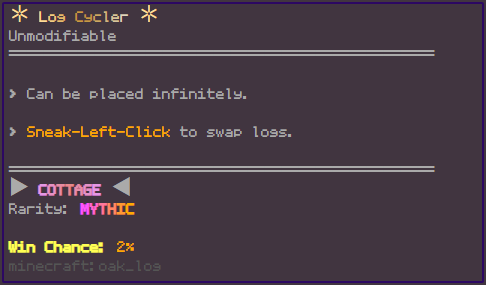 * Log Cycler *
Unmodifiable
> Can be placed infinitely.
> Sneak-Left-Click to swap logs.
▶ COTTAGE ◀
Rarity: MYTHIC
Win Chance: 2%
minecraft:oak_log